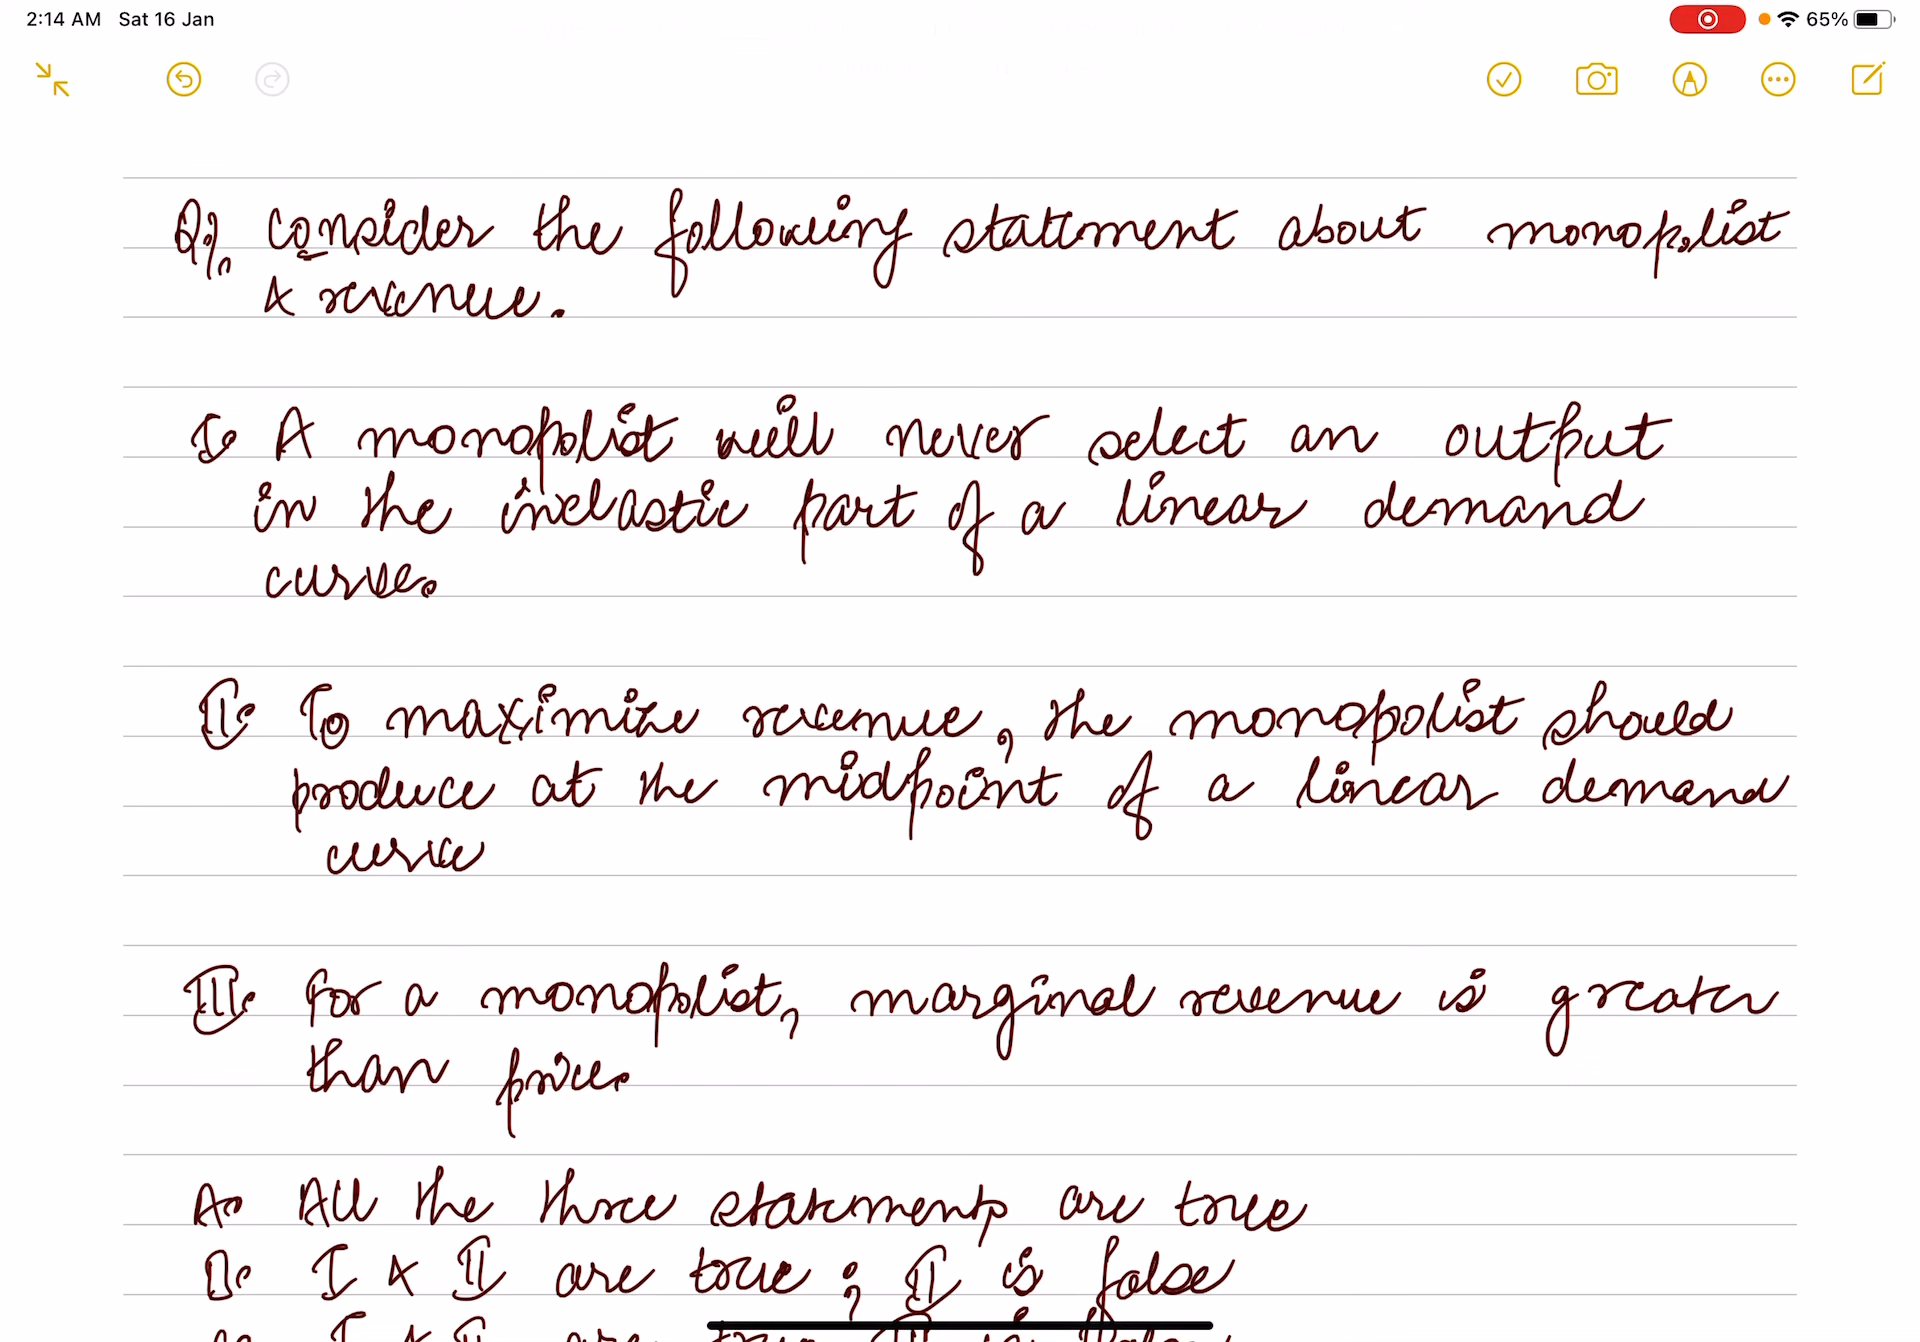 2:14 AM Sat 16 Jan 65%
Q1. Consider the following statement about monopolist
& revenue.
I. A monopolist will never select an output
in the inelastic part of a linear demand
curve.
II. To maximize revenue, the monopolist should
produce at the midpoint of a linear demand
curve
III. For a monopolist, marginal revenue is greater
than price.
A. All the three statements are true
B. I & II are true; II is false